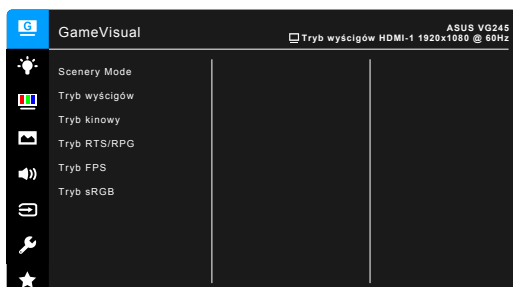 G
GameVisual
ASUS VG245
Tryb wyścigów HDMI-1 1920x1080 @ 60Hz
Scenery Mode
Tryb wyścigów
Tryb kinowy
Tryb RTS/RPG
Tryb FPS
Tryb sRGB